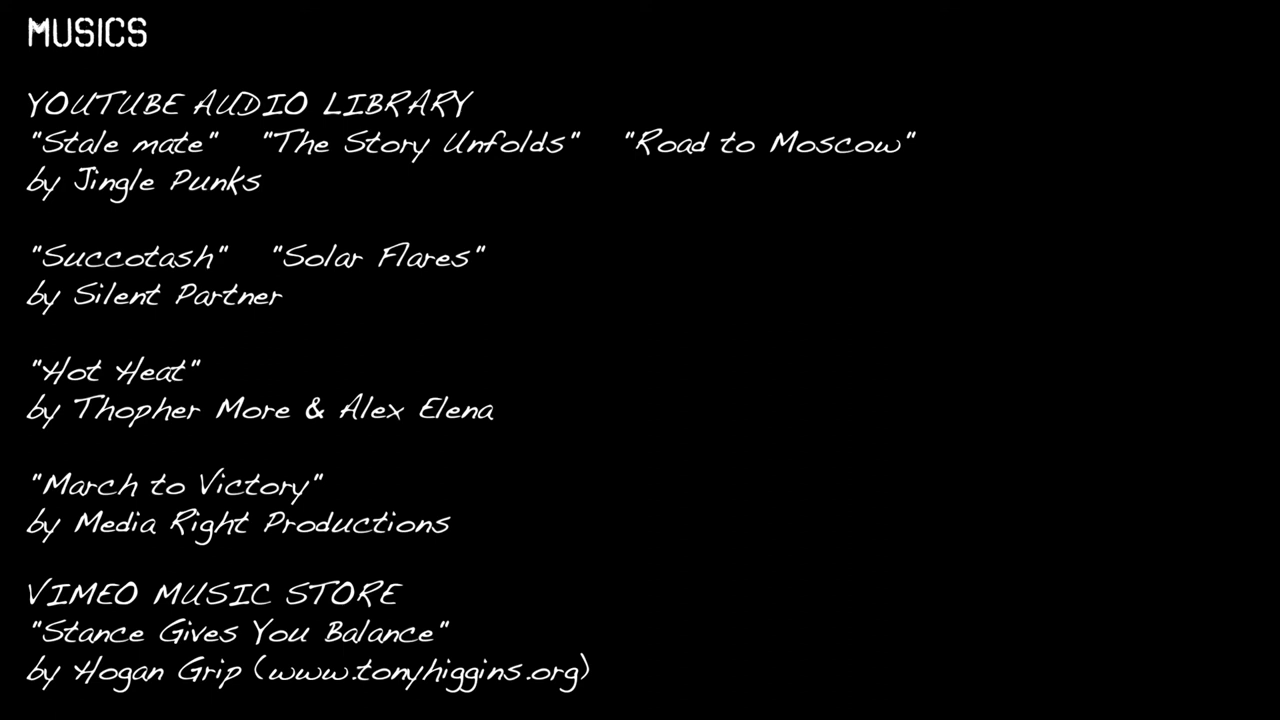 MUSICS
YOUTUBE AUDIO LIBRARY
"Stale mate" "The Story Unfolds" "Road to Moscow"
by Jingle Punks
"Succotash" "Solar Flares"
by Silent Partner
"Hot Heat"
by Thopher More & Alex Elena
"March to Victory"
by Media Right Productions
VIMEO MUSIC STORE
"Stance Gives You Balance"
by Hogan Grip (www.tonyhiggins.org)